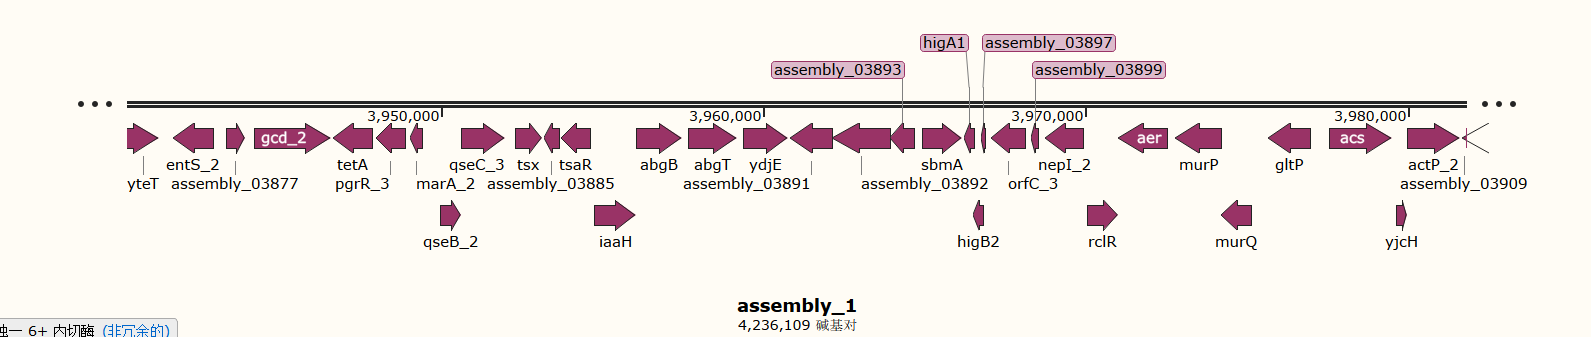 higA1 assembly_03897
assembly_03893 assembly_03899
3,950,000 3,960,000 3,970,000 3,980,000
gcd_2 aer acs
entS_2 tetA qseC_3 tsx tsaR abgB abgT ydjE sbmA nepI_2 murP gltP actP_2
yteT assembly_03877 pgrR_3 marA_2 assembly_03885 assembly_03891 assembly_03892 orfC_3 assembly_03909
qseB_2 iaaH higB2 rclR murQ yjcH
assembly_1
4,236,109 碱基对
一 6+ 内切酶 (非冗余的)